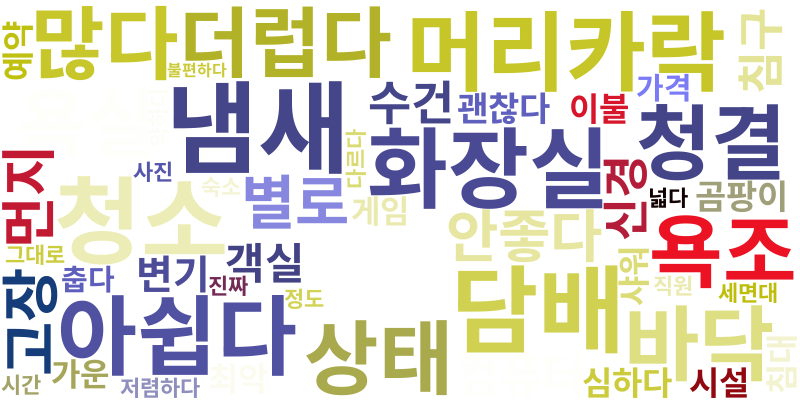 많다
더럽다
머리카락
예약
불편하다
침구
냄새
수건
괜찮다
이불
가격
화장실
청결
먼지
사진
다르다
청소
숙소
별로
게임
신경
넓다
곰팡이
안좋다
욕조
그대로
고장
춥다
변기
객실
진짜
정도
샤워
직원
세면대
아쉽다
담배
상태
바닥
시간
가운
저렴하다
최악
심하다
시설
침대